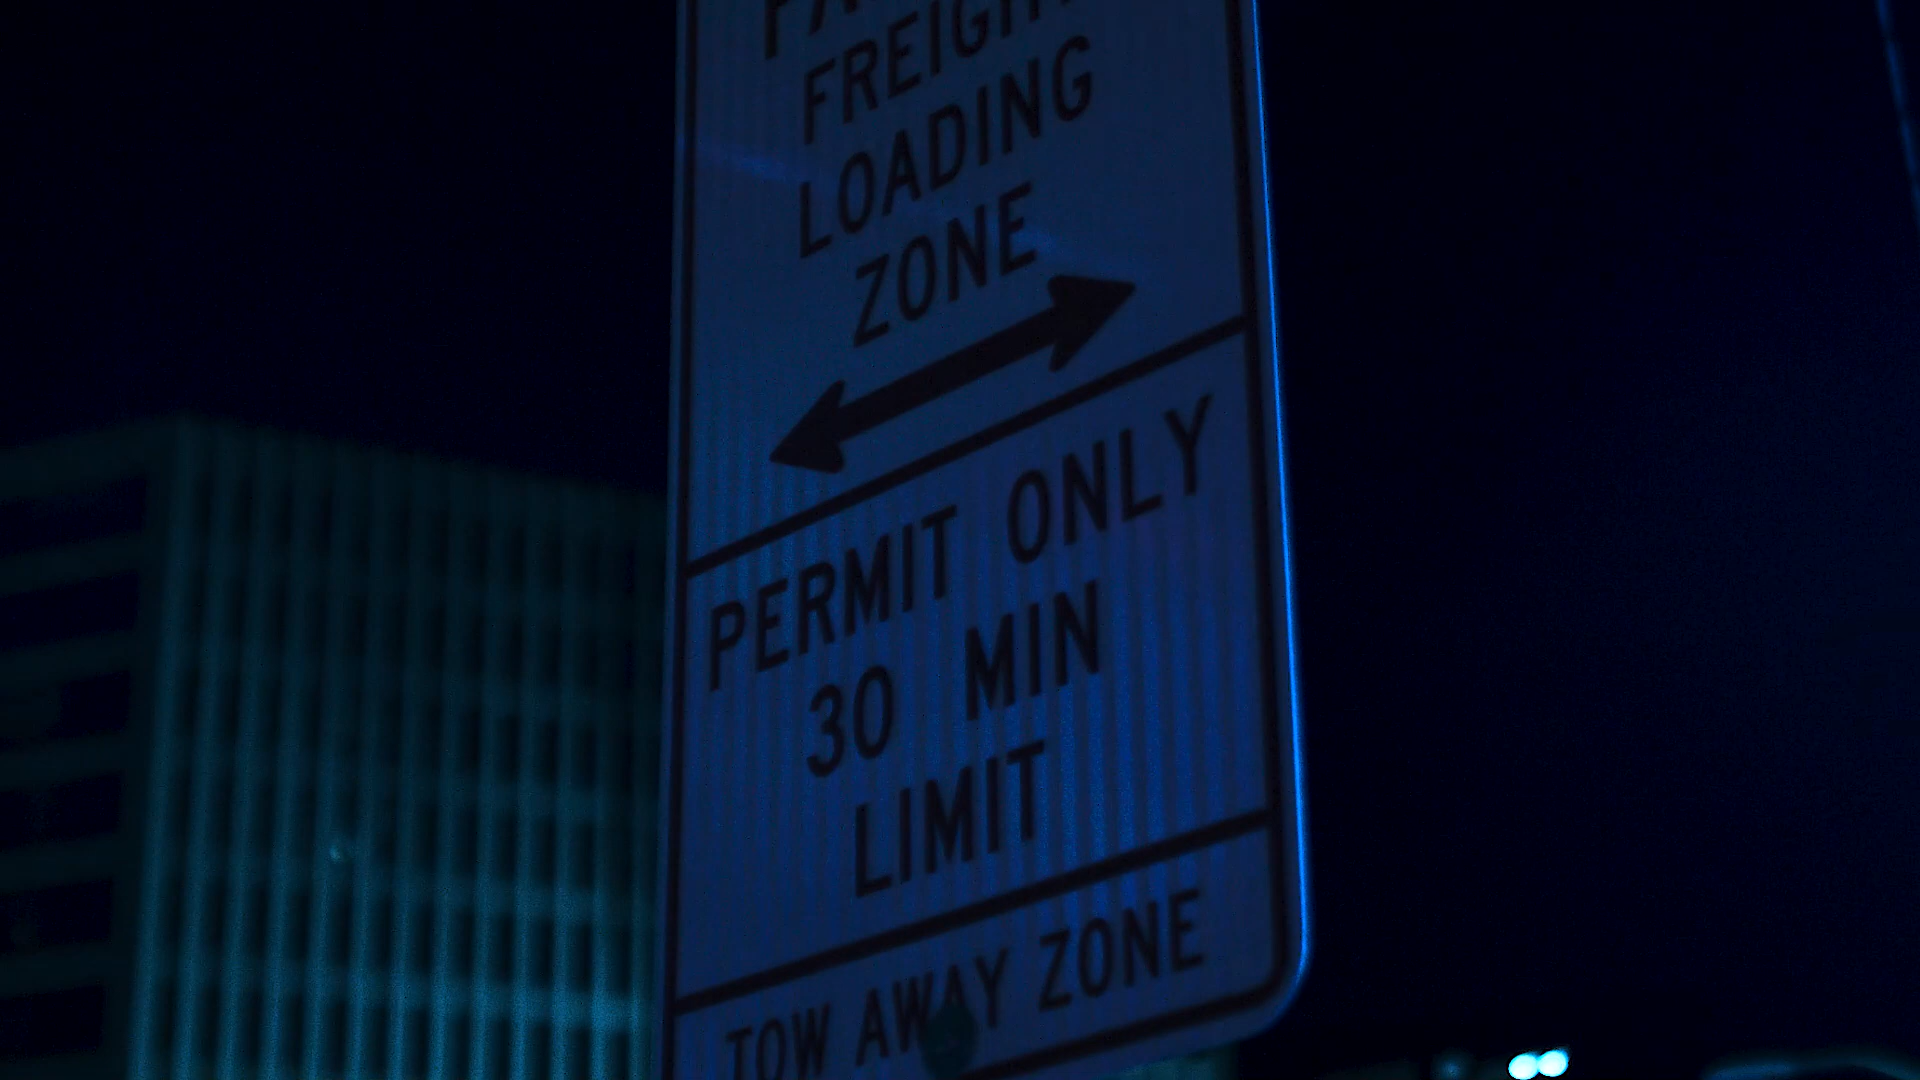 FREIGHT
LOADING
ZONE
PERMIT ONLY
30 MIN
LIMIT
TOW AWAY ZONE